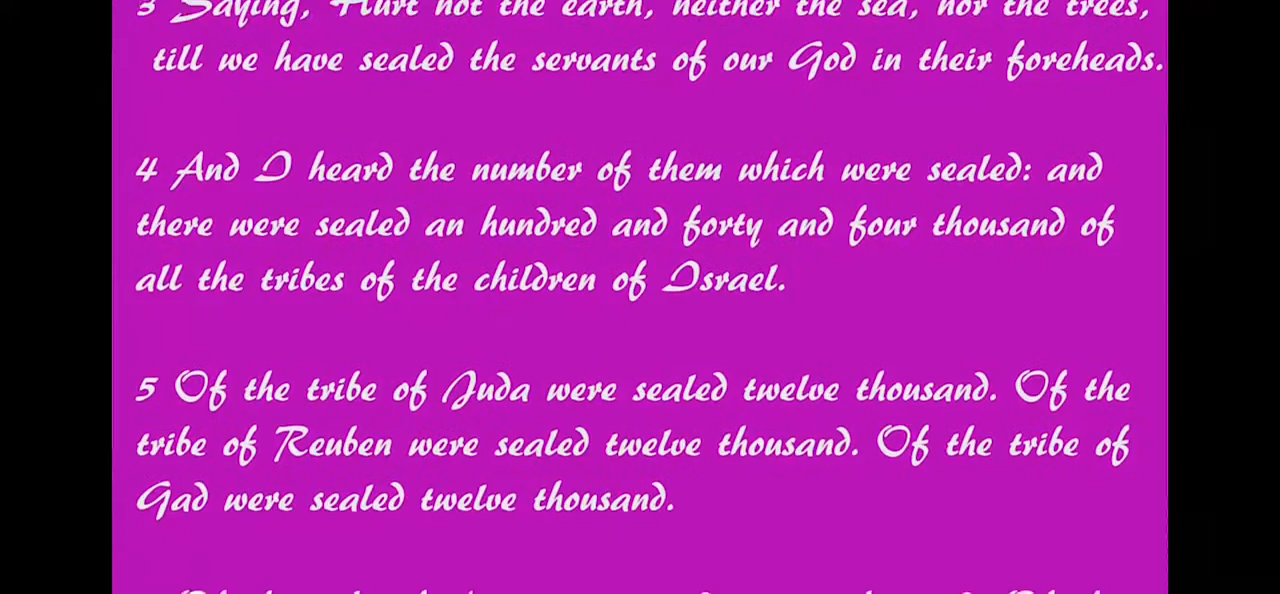 3 Saying, Hurt not the earth, neither the sea, nor the trees,
till we have sealed the servants of our God in their foreheads.
4 And I heard the number of them which were sealed: and
there were sealed an hundred and forty and four thousand of
all the tribes of the children of Israel.
5 Of the tribe of Juda were sealed twelve thousand. Of the
tribe of Reuben were sealed twelve thousand. Of the tribe of
Gad were sealed twelve thousand.